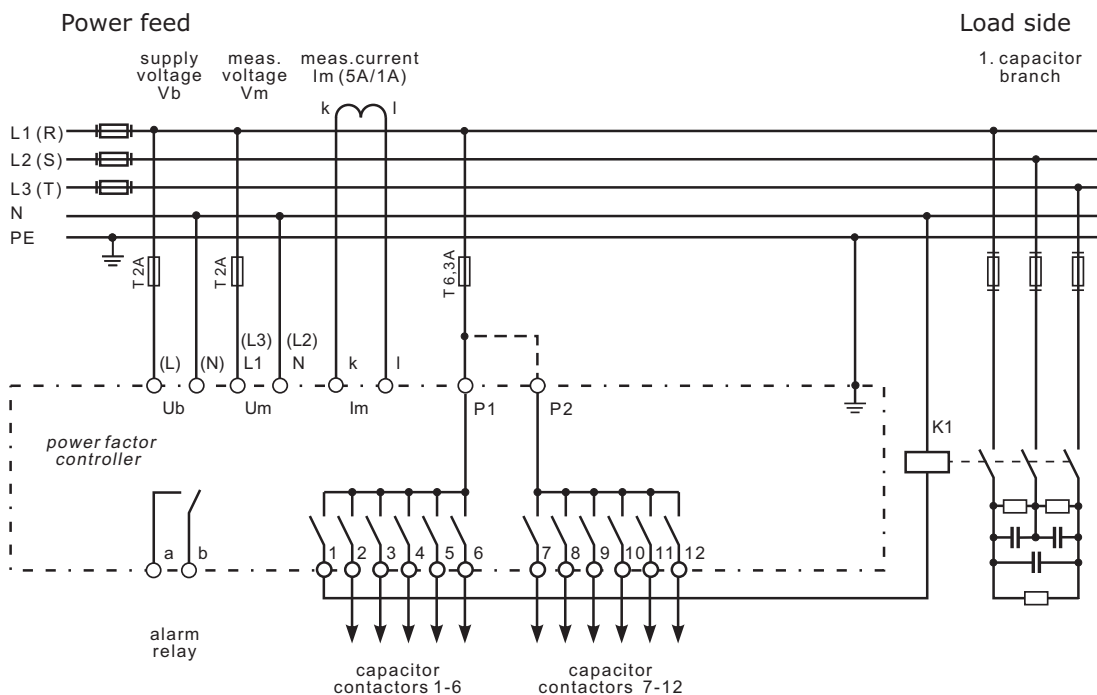 Power feed
Load side
supply
voltage
Vb
meas.
voltage
Vm
meas.current
Im (5A/1A)
1. capacitor
branch
k
l
L1 (R)
L2 (S)
L3 (T)
N
PE
T2A
T2A
T6,3A
(L)
(N)
(L3)
L1
(L2)
N
k
l
Ub
Um
Im
P1
P2
K1
power factor
controller
a
b
1
2
3
4
5
6
7
8
9
10
11
12
alarm
relay
capacitor
contactors 1-6
capacitor
contactors 7-12